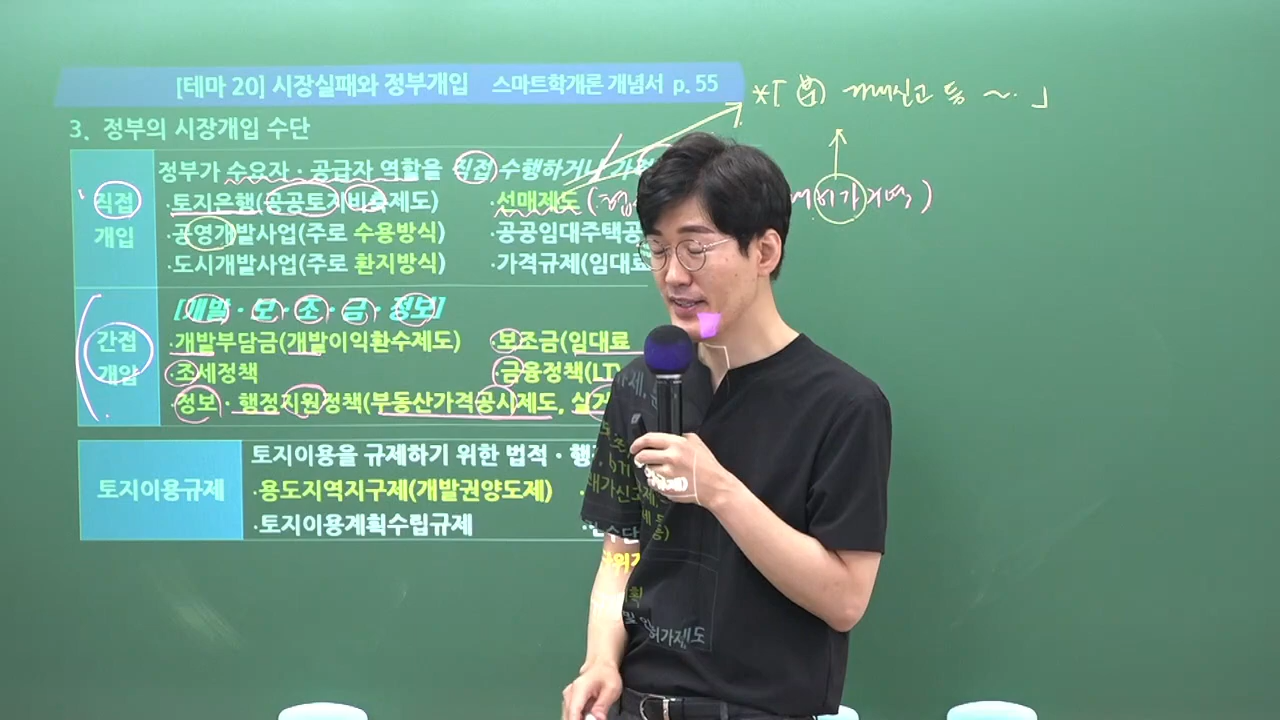 [테마 20] 시장실패와 정부개입 스마트학개론 개념서 p. 55
*「 법) 거래신고 등 ~. 」
3. 정부의 시장개입 수단
직접
개입
정부가 수요자·공급자 역할을 직접 수행하거나
·토지은행(공공토지비축제도) ·선매제도 ( 허가구역 )
·공영개발사업(주로 수용방식) ·공공임대주택공
·도시개발사업(주로 환지방식) ·가격규제(임대료
간접
개입
[개발·보·조·금·정보]
·개발부담금(개발이익환수제도) ·보조금(임대료
·조세정책 ·금융정책(LT
·정보·행정지원정책(부동산가격공시제도, 실거
토지이용규제
토지이용을 규제하기 위한 법적·행
·용도지역지구제(개발권양도제)
·토지이용계획수립규제